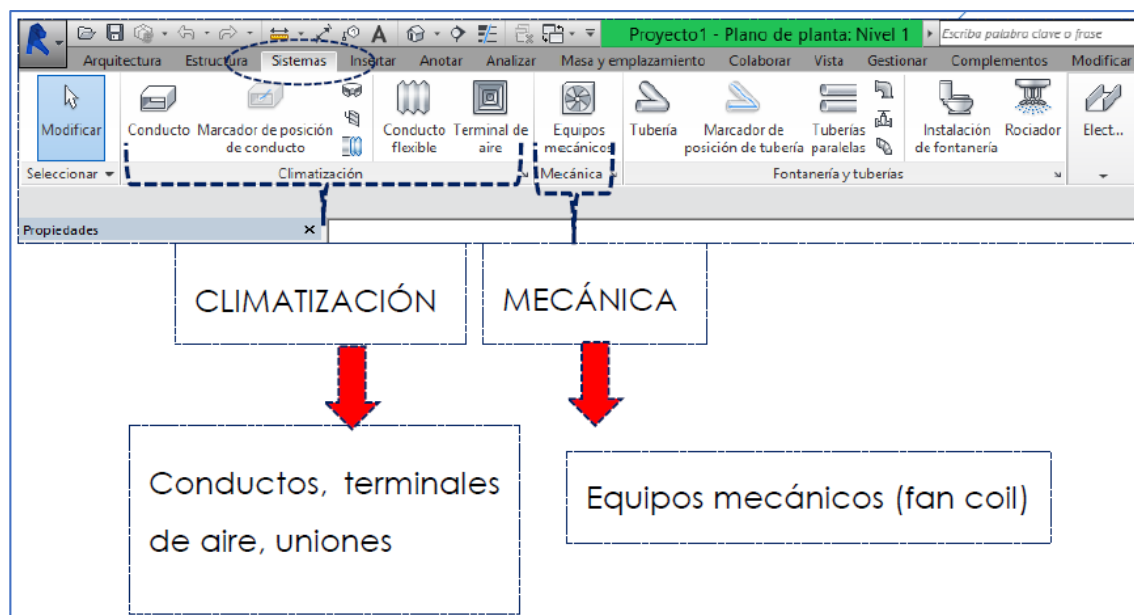 Proyecto1 - Plano de planta: Nivel 1
Escriba palabra clave o frase
Arquitectura Estructura Sistemas Insertar Anotar Analizar Masa y emplazamiento Colaborar Vista Gestionar Complementos Modificar
Modificar
Conducto
Marcador de posición
de conducto
Conducto
flexible
Terminal de
aire
Equipos
mecánicos
Tubería
Marcador de
posición de tubería
Tuberías
paralelas
Instalación
de fontanería
Rociador
Elect...
Seleccionar
Climatización
Mecánica
Fontanería y tuberías
Propiedades
CLIMATIZACIÓN
MECÁNICA
Conductos, terminales
de aire, uniones
Equipos mecánicos (fan coil)